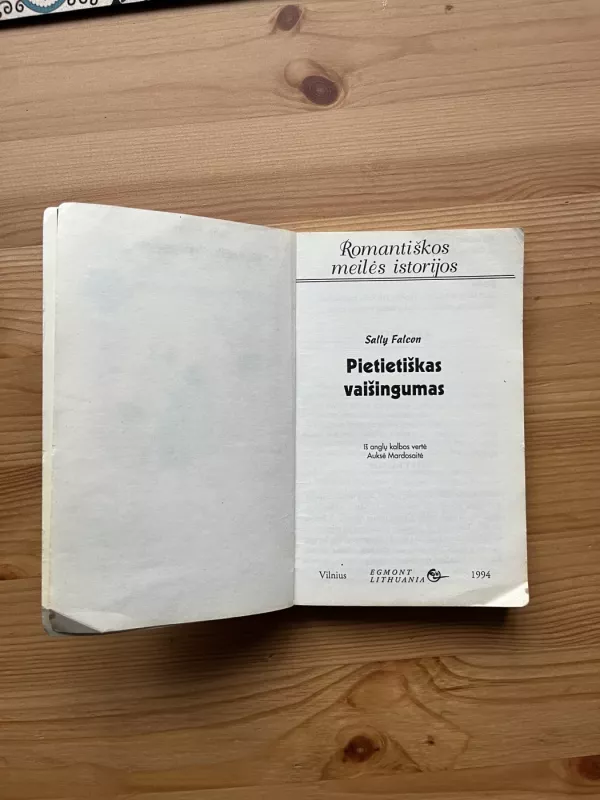 Romantiškos
meilės istorijos
Sally Falcon
Pietietiškas
vaišingumas
Iš anglų kalbos vertė
Auksė Mardosaitė
Vilnius EGMONT LITHUANIA 1994